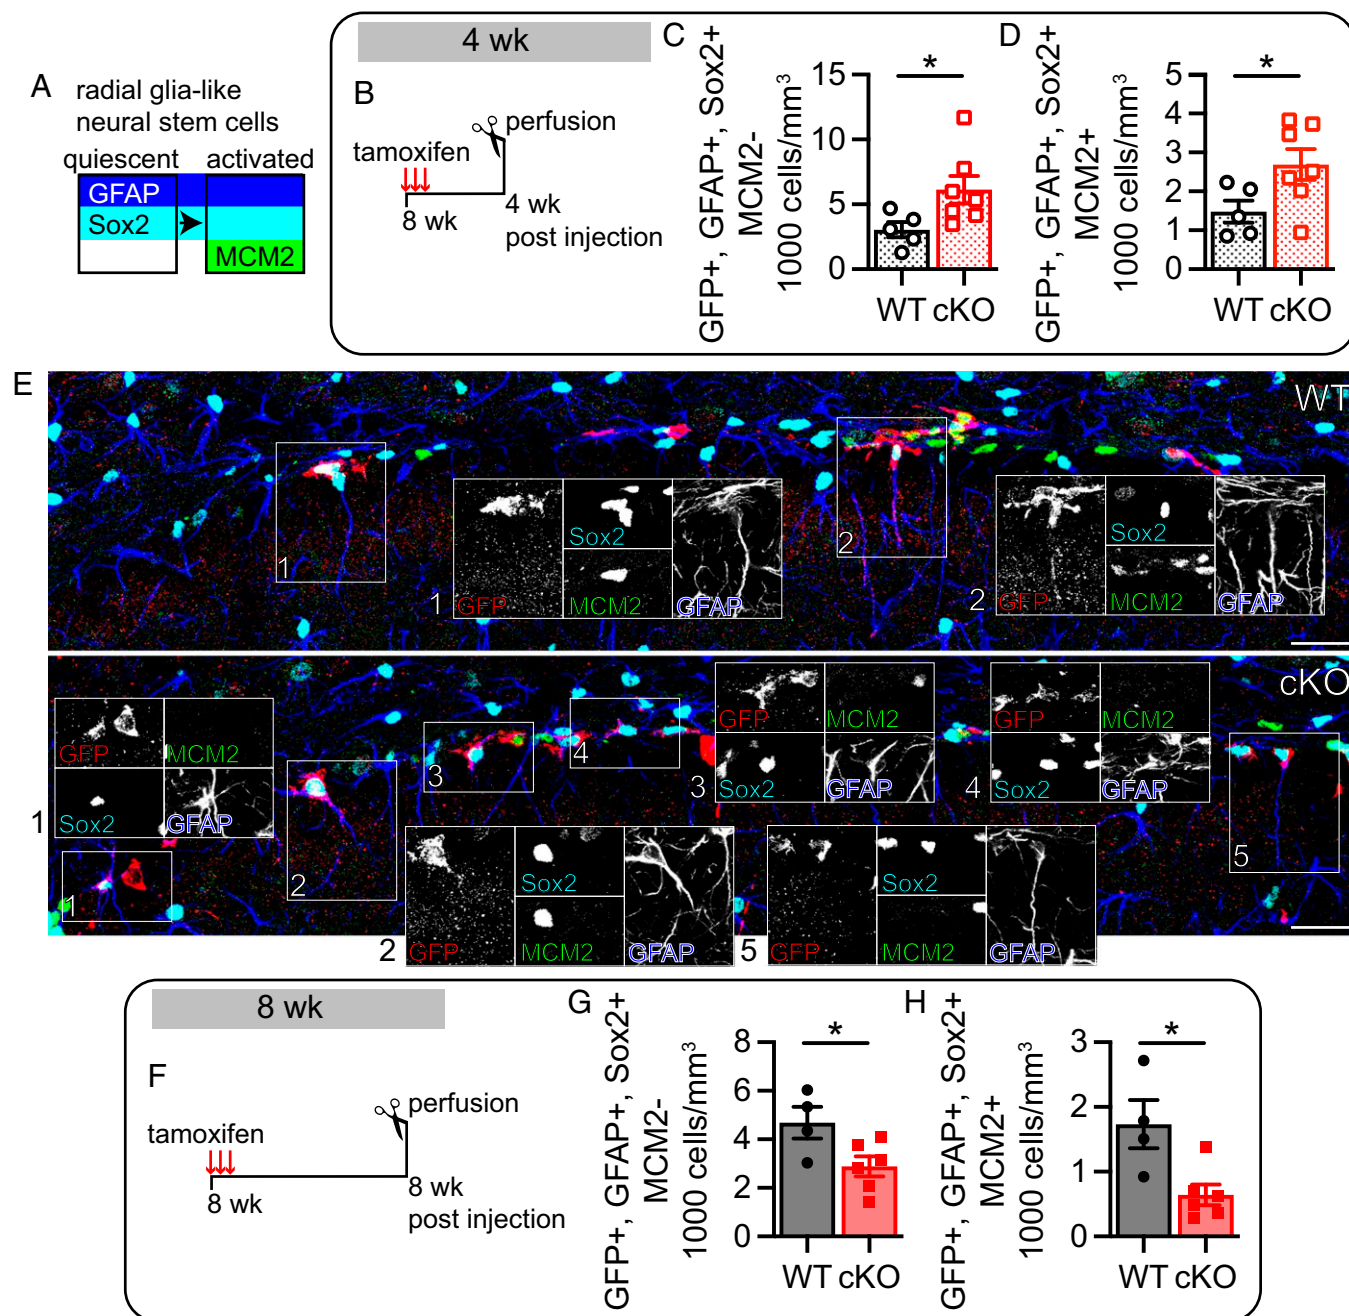 A
radial glia-like
neural stem cells
quiescent
activated
GFAP
Sox2
MCM2
4 wk
B
tamoxifen
perfusion
8 wk
4 wk
post injection
C
GFP+, GFAP+, Sox2+
MCM2-
1000 cells/mm³
15
10
5
0
*
WT cKO
D
GFP+, GFAP+, Sox2+
MCM2+
1000 cells/mm³
5
4
3
2
1
0
*
WT cKO
E
WT
1
1
GFP
Sox2
MCM2
GFAP
2
2
GFP
Sox2
MCM2
GFAP
cKO
1
GFP
MCM2
Sox2
GFAP
1
2
3
4
3
GFP
MCM2
Sox2
GFAP
4
GFP
MCM2
Sox2
GFAP
5
2
GFP
Sox2
MCM2
GFAP
5
GFP
Sox2
MCM2
GFAP
8 wk
F
tamoxifen
perfusion
8 wk
8 wk
post injection
G
GFP+, GFAP+, Sox2+
MCM2-
1000 cells/mm³
8
6
4
2
0
*
WT cKO
H
GFP+, GFAP+, Sox2+
MCM2+
1000 cells/mm³
3
2
1
0
*
WT cKO